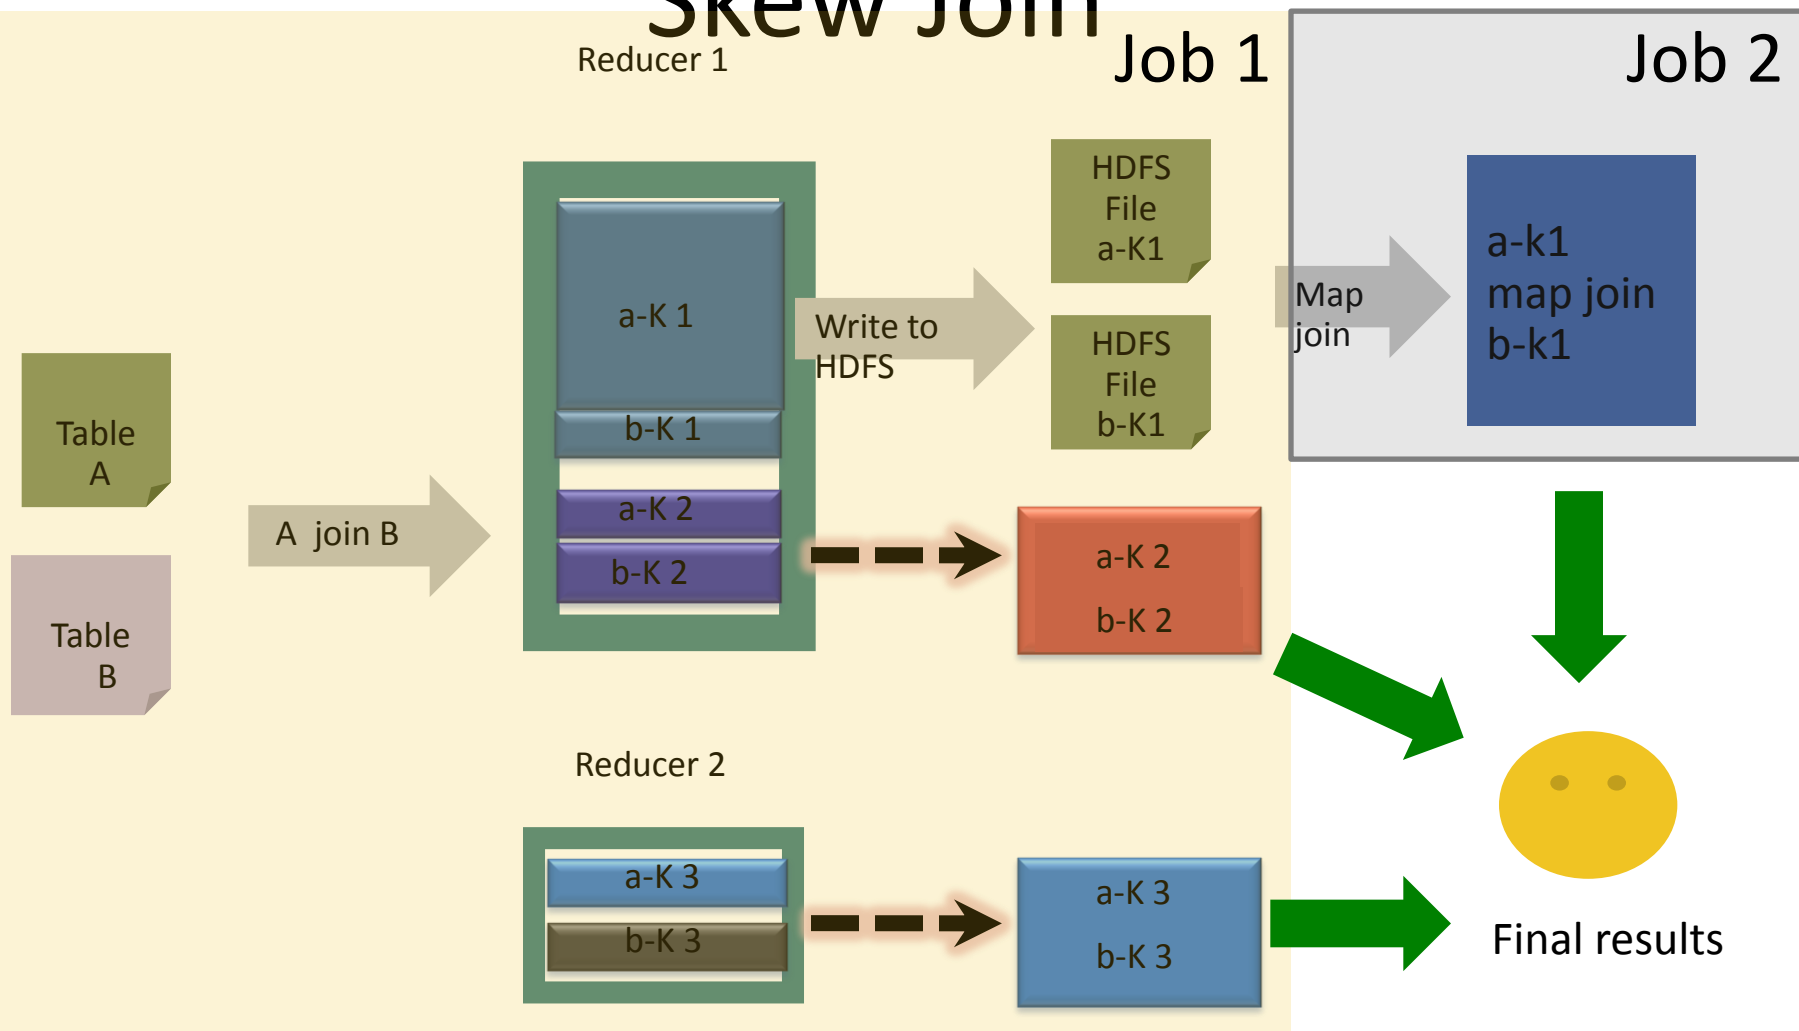 Skew Join
Reducer 1
Job 1
Job 2
HDFS
File
a-K1
a-K 1
Write to
HDFS
HDFS
File
b-K1
Map
join
a-k1
map join
b-k1
Table
A
b-K 1
A join B
a-K 2
b-K 2
a-K 2
b-K 2
Table
B
Reducer 2
a-K 3
b-K 3
a-K 3
b-K 3
Final results